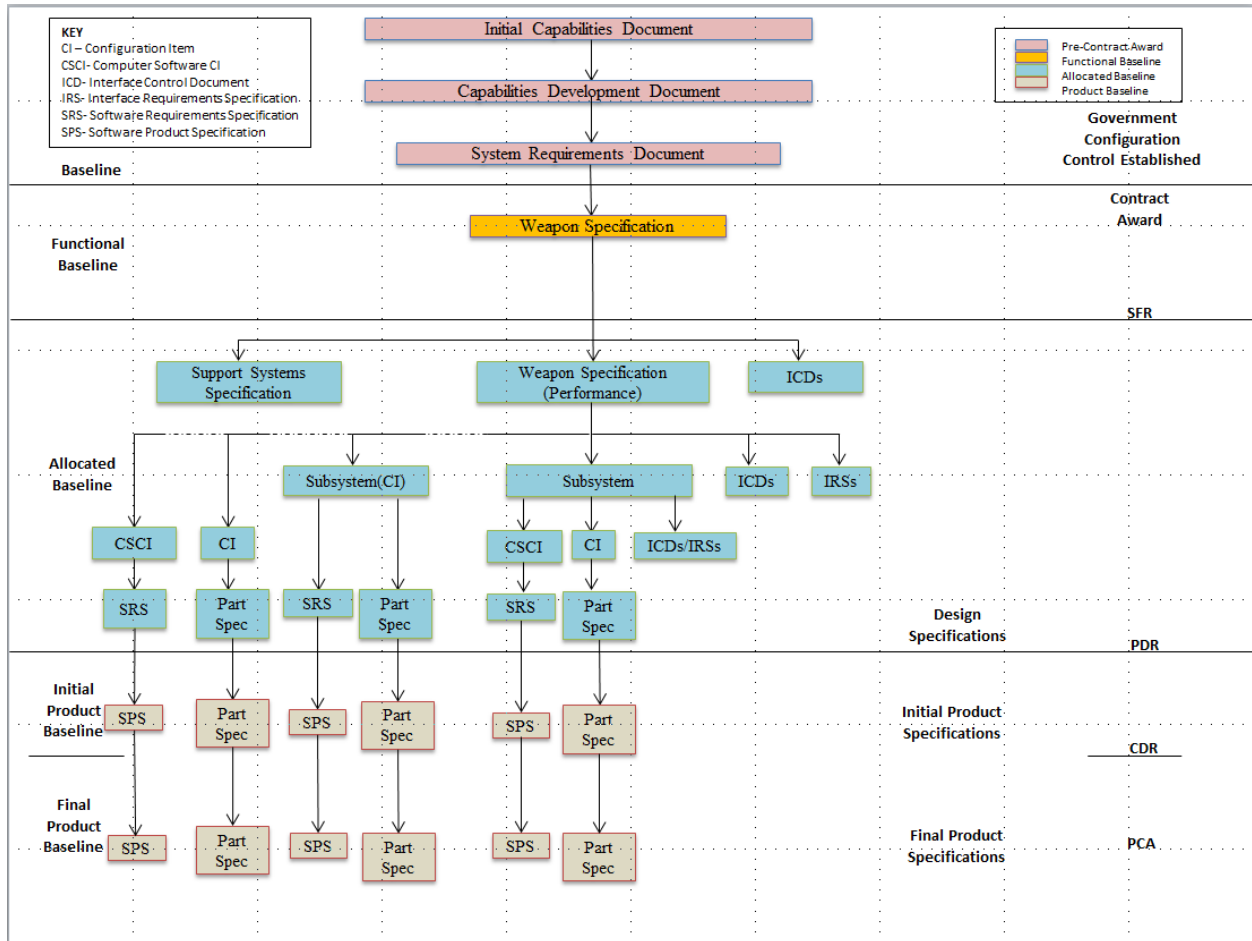 KEY
CI – Configuration Item
CSCI- Computer Software CI
ICD- Interface Control Document
IRS- Interface Requirements Specification
SRS- Software Requirements Specification
SPS- Software Product Specification
Initial Capabilities Document
Pre-Contract Award
Functional Baseline
Allocated Baseline
Product Baseline
Capabilities Development Document
Government
Configuration
Control Established
System Requirements Document
Baseline
Contract
Award
Weapon Specification
Functional
Baseline
SFR
Support Systems
Specification
Weapon Specification
(Performance)
ICDs
Allocated
Baseline
Subsystem(CI)
Subsystem
ICDs
IRSs
CSCI
CI
CSCI
CI
ICDs/IRSs
SRS
Part
Spec
SRS
Part
Spec
SRS
Part
Spec
Design
Specifications
PDR
Initial
Product
Baseline
SPS
Part
Spec
SPS
Part
Spec
SPS
Part
Spec
Initial Product
Specifications
CDR
Final
Product
Baseline
SPS
Part
Spec
SPS
Part
Spec
SPS
Part
Spec
Final Product
Specifications
PCA